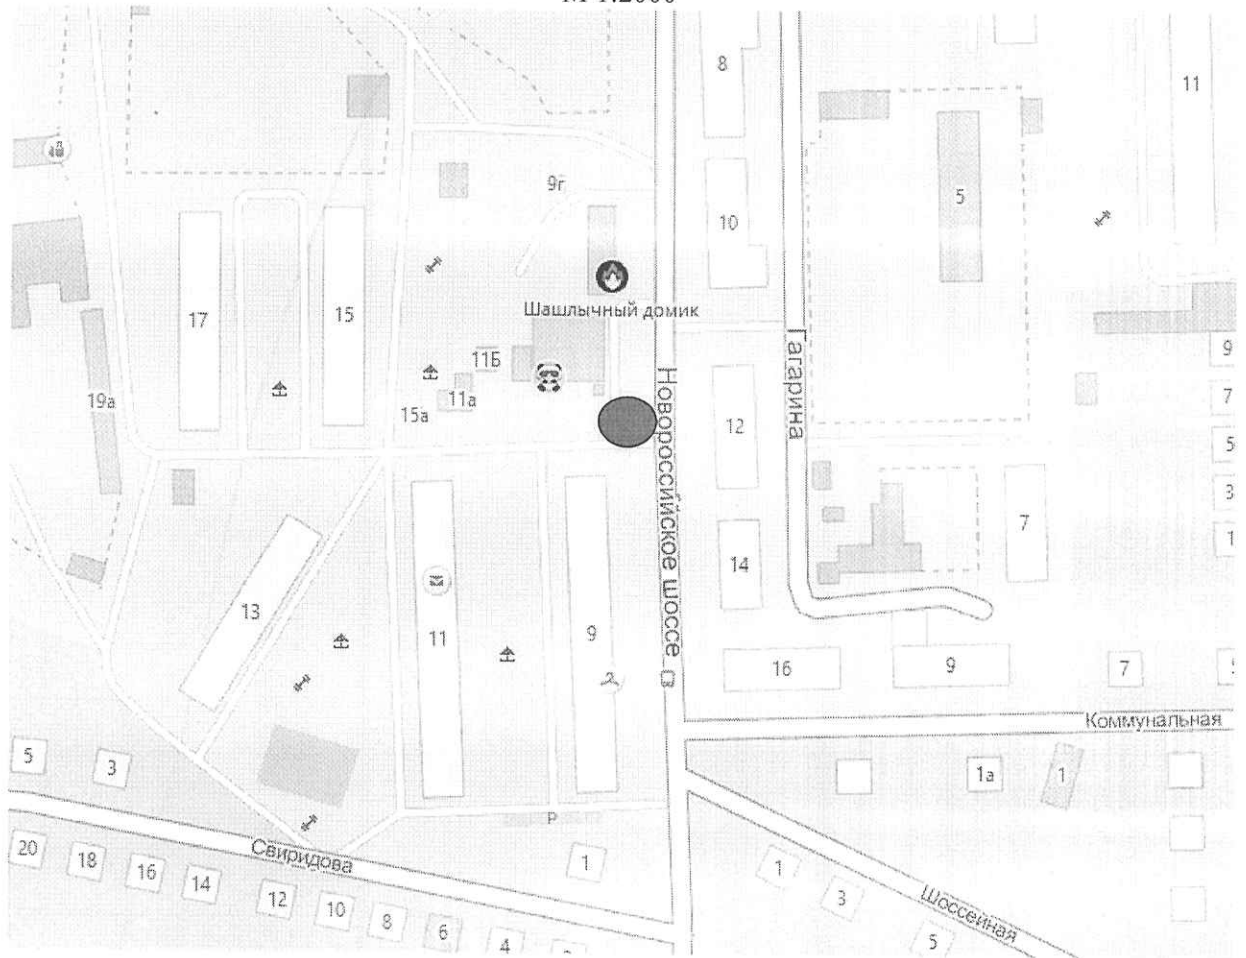 М 1:2000
8
11
5
9г
10
17
15
Шашлычный домик
11Б
Гагарина
9
19а
15а
11а
Новороссийское шоссе
12
7
5
3
7
14
1
13
11
9
16
9
7
Коммунальная
5
3
1а
1
P
20
18
16
14
Свиридова
12
10
8
6
4
1
1
3
5
Шоссейная